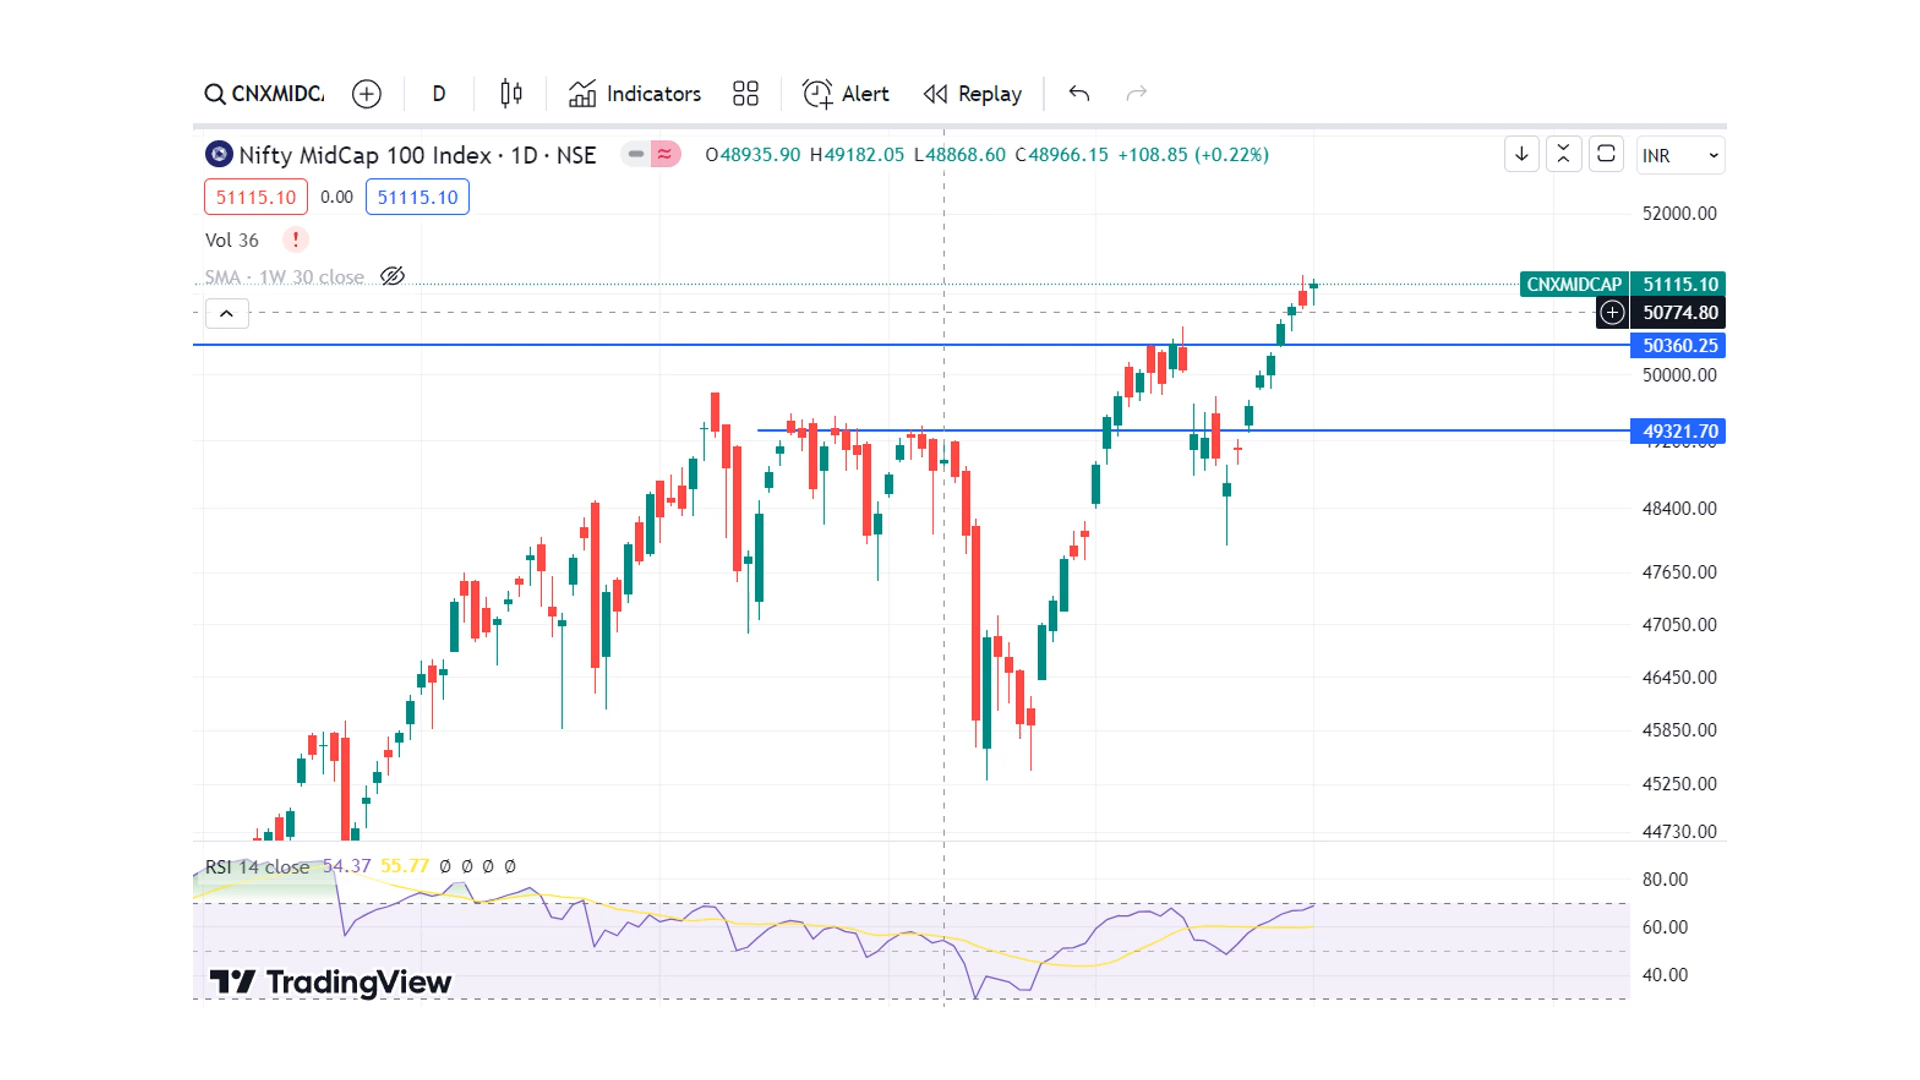 CNXMIDC D Indicators Alert Replay
Nifty MidCap 100 Index · 1D · NSE O48935.90 H49182.05 L48868.60 C48966.15 +108.85 (+0.22%) INR
51115.10 0.00 51115.10
52000.00
Vol 36 !
SMA · 1W 30 close
CNXMIDCAP 51115.10
50774.80
50360.25
50000.00
49321.70
48400.00
47650.00
47050.00
46450.00
45850.00
45250.00
44730.00
RSI 14 close 54.37 55.77 Ø Ø Ø Ø
80.00
60.00
40.00
TradingView